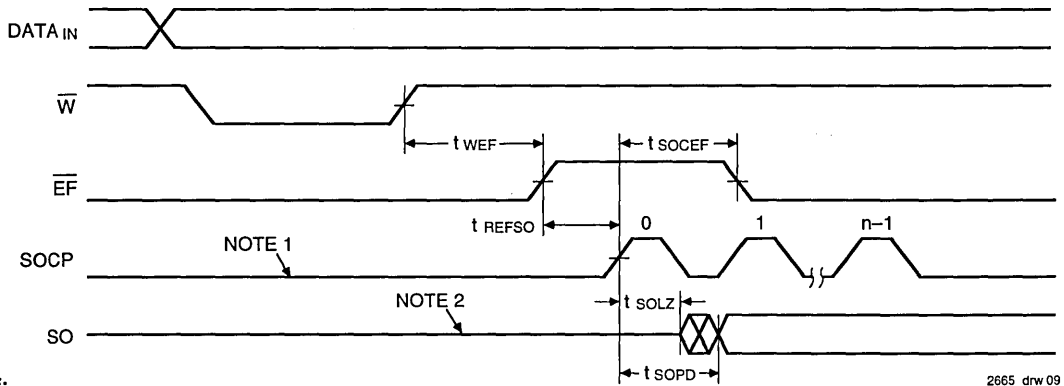 DATA IN
W
t WEF
t SOCEF
EF
t REFSO
0 1 n–1
NOTE 1
SOCP
NOTE 2
t SOLZ
SO
t SOPD
2665 drw 09